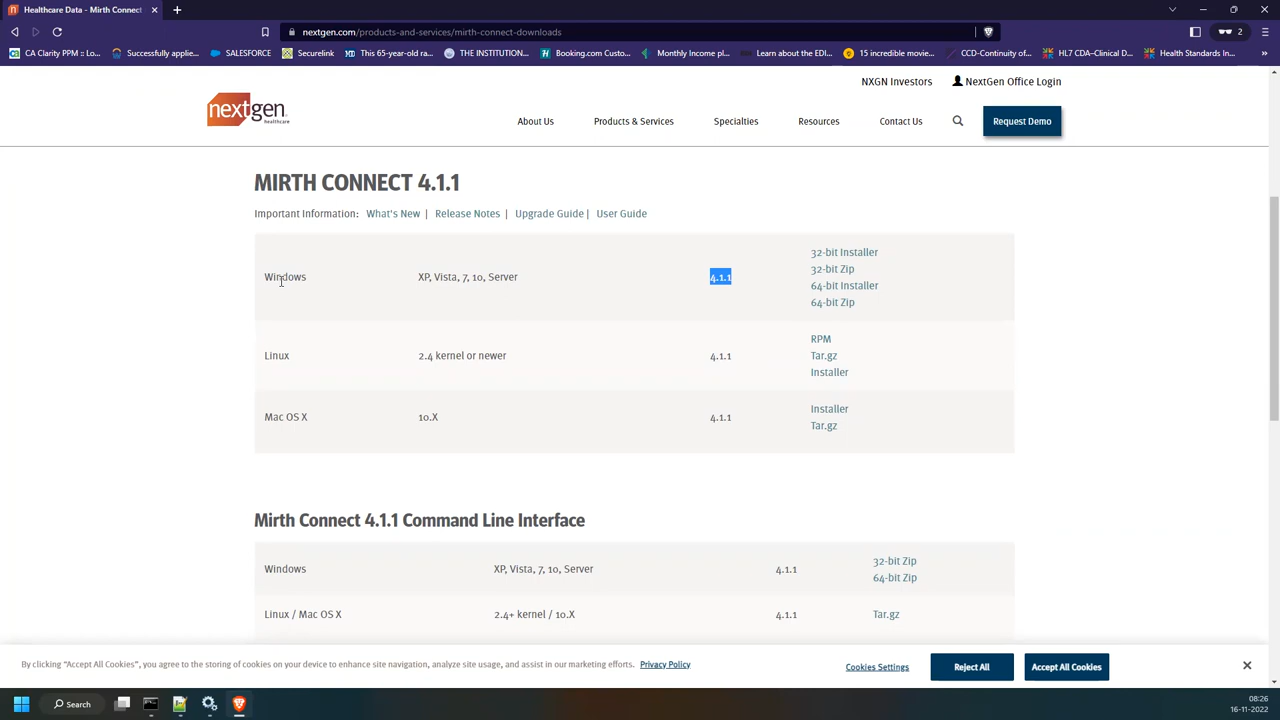 Healthcare Data - Mirth Connect
nextgen.com/products-and-services/mirth-connect-downloads
2
CA Clarity PPM :: Lo...
Successfully applie...
SALESFORCE
Securelink
This 65-year-old ra...
THE INSTITUTION...
Booking.com Custo...
Monthly Income pl...
Learn about the EDI...
15 incredible movie...
CCD-Continuity of...
HL7 CDA–Clinical D...
Health Standards In...
NXGN Investors
NextGen Office Login
nextgen
healthcare
About Us
Products & Services
Specialties
Resources
Contact Us
Request Demo
MIRTH CONNECT 4.1.1
Important Information: What's New | Release Notes | Upgrade Guide | User Guide
Windows
XP, Vista, 7, 10, Server
4.1.1
32-bit Installer
32-bit Zip
64-bit Installer
64-bit Zip
Linux
2.4 kernel or newer
4.1.1
RPM
Tar.gz
Installer
Mac OS X
10.X
4.1.1
Installer
Tar.gz
Mirth Connect 4.1.1 Command Line Interface
Windows
XP, Vista, 7, 10, Server
4.1.1
32-bit Zip
64-bit Zip
Linux / Mac OS X
2.4+ kernel / 10.X
4.1.1
Tar.gz
By clicking “Accept All Cookies”, you agree to the storing of cookies on your device to enhance site navigation, analyze site usage, and assist in our marketing efforts. Privacy Policy
Cookies Settings
Reject All
Accept All Cookies
Search
08:26
16-11-2022